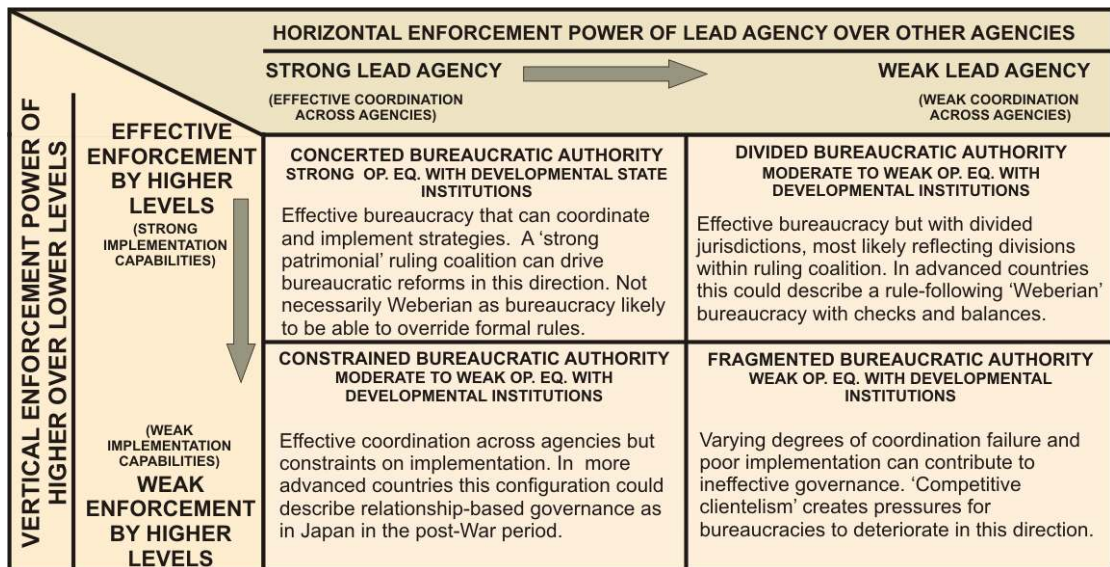 HORIZONTAL ENFORCEMENT POWER OF LEAD AGENCY OVER OTHER AGENCIES
STRONG LEAD AGENCY
(EFFECTIVE COORDINATION
ACROSS AGENCIES)
WEAK LEAD AGENCY
(WEAK COORDINATION
ACROSS AGENCIES)
VERTICAL ENFORCEMENT POWER OF
HIGHER OVER LOWER LEVELS
EFFECTIVE
ENFORCEMENT
BY HIGHER
LEVELS
(STRONG
IMPLEMENTATION
CAPABILITIES)
CONCERTED BUREAUCRATIC AUTHORITY
STRONG OP. EQ. WITH DEVELOPMENTAL STATE
INSTITUTIONS
Effective bureaucracy that can coordinate
and implement strategies. A ‘strong
patrimonial’ ruling coalition can drive
bureaucratic reforms in this direction. Not
necessarily Weberian as bureaucracy likely
to be able to override formal rules.
DIVIDED BUREAUCRATIC AUTHORITY
MODERATE TO WEAK OP. EQ. WITH
DEVELOPMENTAL INSTITUTIONS
Effective bureaucracy but with divided
jurisdictions, most likely reflecting divisions
within ruling coalition. In advanced countries
this could describe a rule-following ‘Weberian’
bureaucracy with checks and balances.
(WEAK
IMPLEMENTATION
CAPABILITIES)
WEAK
ENFORCEMENT
BY HIGHER
LEVELS
CONSTRAINED BUREAUCRATIC AUTHORITY
MODERATE TO WEAK OP. EQ. WITH
DEVELOPMENTAL INSTITUTIONS
Effective coordination across agencies but
constraints on implementation. In more
advanced countries this configuration could
describe relationship-based governance as
in Japan in the post-War period.
FRAGMENTED BUREAUCRATIC AUTHORITY
WEAK OP. EQ. WITH DEVELOPMENTAL
INSTITUTIONS
Varying degrees of coordination failure and
poor implementation can contribute to
ineffective governance. ‘Competitive
clientelism’ creates pressures for
bureaucracies to deteriorate in this direction.